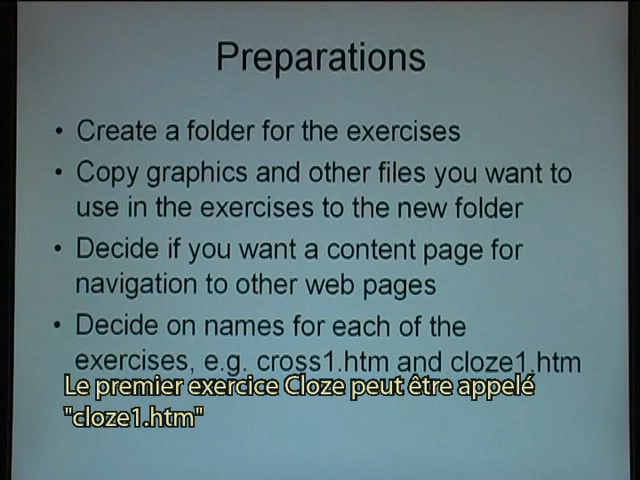 Preparations
• Create a folder for the exercises
• Copy graphics and other files you want to
use in the exercises to the new folder
• Decide if you want a content page for
navigation to other web pages
• Decide on names for each of the
exercises, e.g. cross1.htm and cloze1.htm
Le premier exercice Cloze peut être appelé
"cloze1.htm"